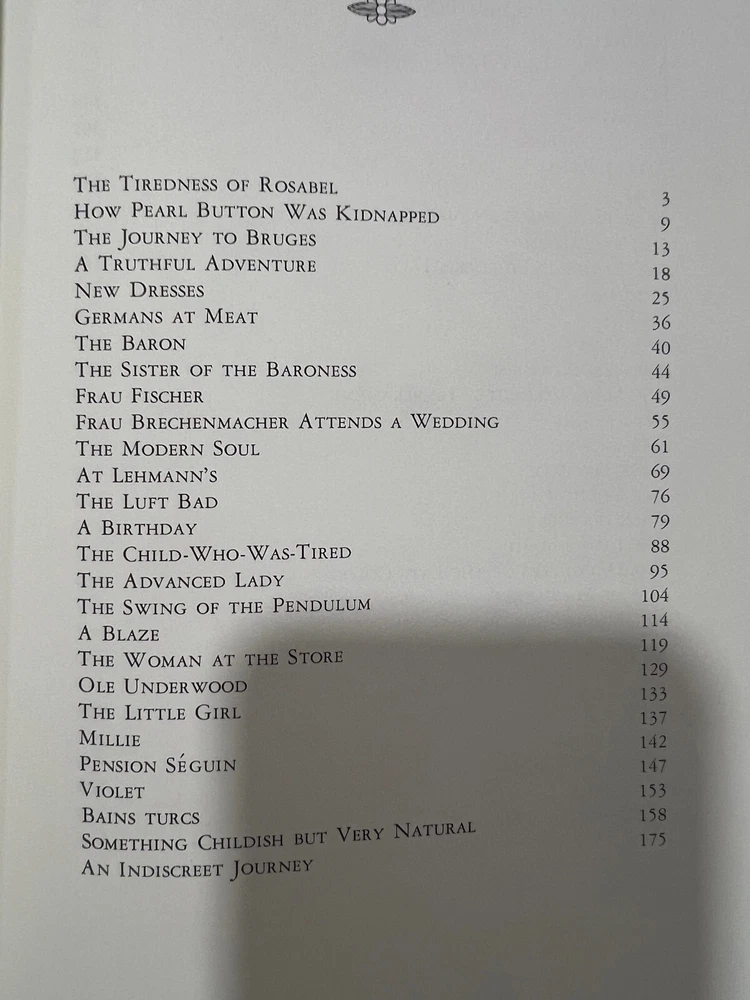 THE TIREDNESS OF ROSABEL 3
HOW PEARL BUTTON WAS KIDNAPPED 9
THE JOURNEY TO BRUGES 13
A TRUTHFUL ADVENTURE 18
NEW DRESSES 25
GERMANS AT MEAT 36
THE BARON 40
THE SISTER OF THE BARONESS 44
FRAU FISCHER 49
FRAU BRECHENMACHER ATTENDS A WEDDING 55
THE MODERN SOUL 61
AT LEHMANN'S 69
THE LUFT BAD 76
A BIRTHDAY 79
THE CHILD-WHO-WAS-TIRED 88
THE ADVANCED LADY 95
THE SWING OF THE PENDULUM 104
A BLAZE 114
THE WOMAN AT THE STORE 119
OLE UNDERWOOD 129
THE LITTLE GIRL 133
MILLIE 137
PENSION SÉGUIN 142
VIOLET 147
BAINS TURCS 153
SOMETHING CHILDISH BUT VERY NATURAL 158
AN INDISCREET JOURNEY 175